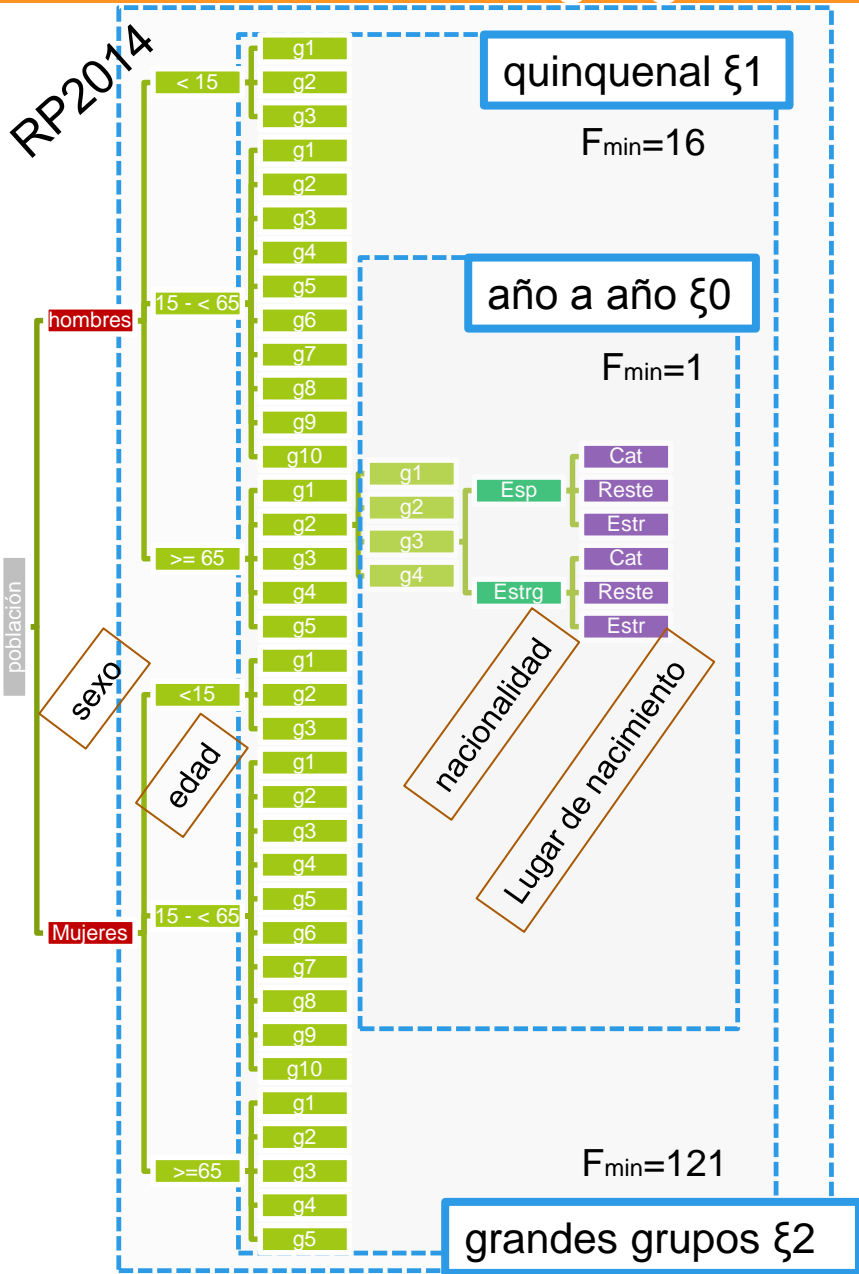 RP2014
quinquenal ξ1
Fmin=16
año a año ξ0
Fmin=1
población
sexo
hombres
edad
< 15
g1
g2
g3
15 - < 65
g1
g2
g3
g4
g5
g6
g7
g8
g9
g10
>= 65
g1
g2
g3
g4
g5
g1
g2
g3
g4
nacionalidad
Esp
Estrg
Lugar de nacimiento
Cat
Reste
Estr
Cat
Reste
Estr
Mujeres
<15
g1
g2
g3
15 - < 65
g1
g2
g3
g4
g5
g6
g7
g8
g9
g10
>=65
g1
g2
g3
g4
g5
Fmin=121
grandes grupos ξ2